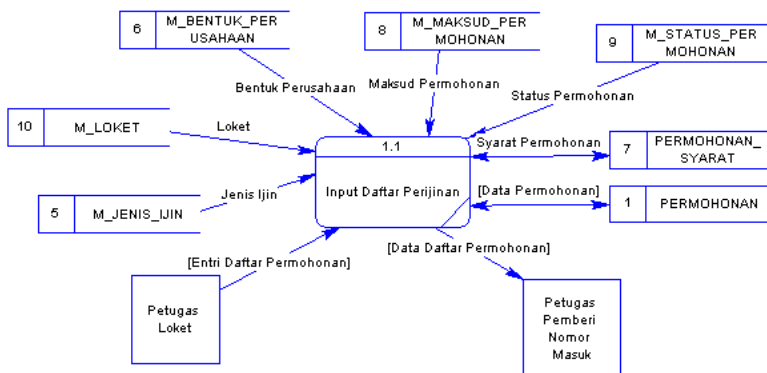 6
M_BENTUK_PER
USAHAAN
8
M_MAKSUD_PER
MOHONAN
9
M_STATUS_PER
MOHONAN
Bentuk Perusahaan
Maksud Permohonan
Status Permohonan
10
M_LOKET
Loket
1.1
Input Daftar Perijinan
Syarat Permohonan
7
PERMOHONAN_
SYARAT
5
M_JENIS_IJIN
Jenis Ijin
[Data Permohonan]
1
PERMOHONAN
[Entri Daftar Permohonan]
[Data Daftar Permohonan]
Petugas
Loket
Petugas
Pemberi
Nomor
Masuk